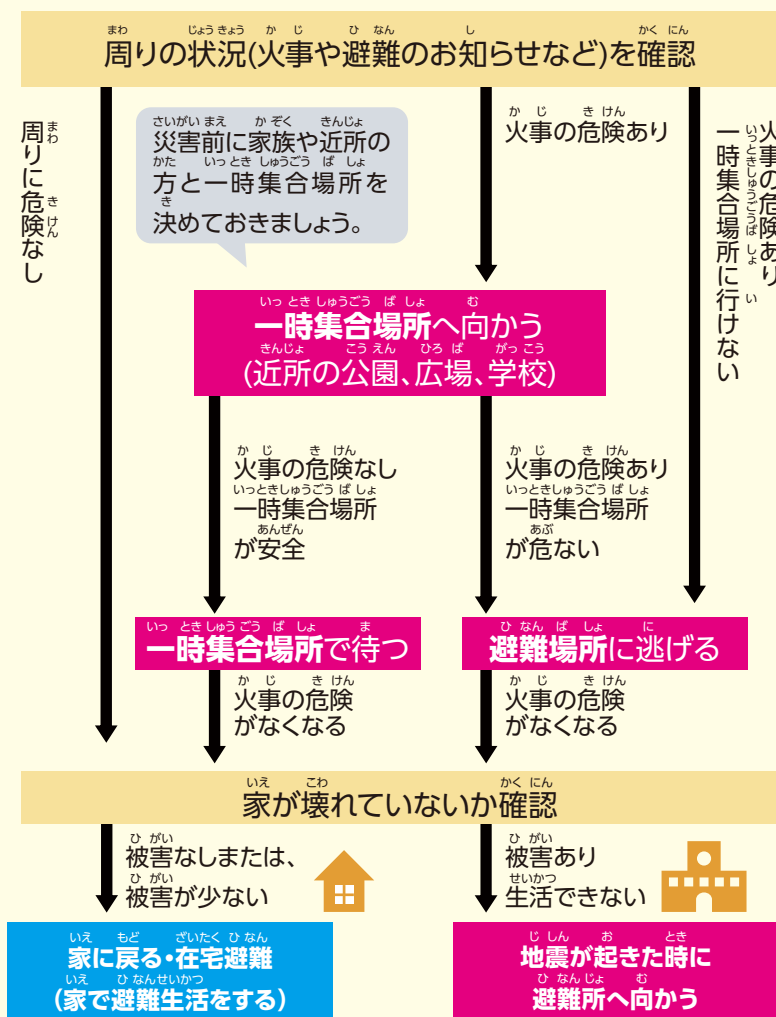 周りの状況(火事や避難のお知らせなど)を確認
周りに危険なし
災害前に家族や近所の
方と一時集合場所を
決めておきましょう。
火事の危険あり
火事の危険あり
一時集合場所に行けない
一時集合場所へ向かう
(近所の公園、広場、学校)
火事の危険なし
一時集合場所
が安全
火事の危険あり
一時集合場所
が危ない
一時集合場所で待つ
避難場所に逃げる
火事の危険
がなくなる
火事の危険
がなくなる
家が壊れていないか確認
被害なしまたは、
被害が少ない
被害あり
生活できない
家に戻る・在宅避難
(家で避難生活をする)
地震が起きた時に
避難所へ向かう